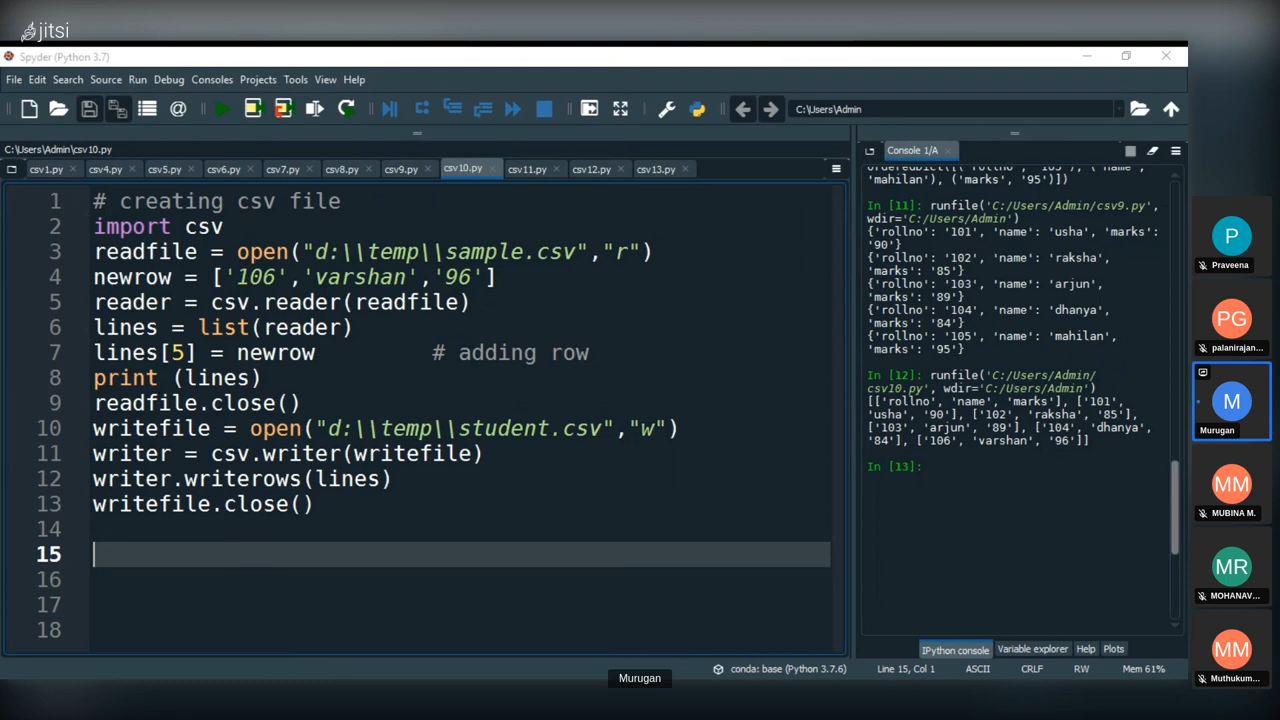 jitsi
Spyder (Python 3.7)
File Edit Search Source Run Debug Consoles Projects Tools View Help
C:\Users\Admin
C:\Users\Admin\csv10.py
csv1.py csv4.py csv5.py csv6.py csv7.py csv8.py csv9.py csv10.py csv11.py csv12.py csv13.py
1 # creating csv file
2 import csv
3 readfile = open("d:\\temp\\sample.csv","r")
4 newrow = ['106','varshan','96']
5 reader = csv.reader(readfile)
6 lines = list(reader)
7 lines[5] = newrow # adding row
8 print (lines)
9 readfile.close()
10 writefile = open("d:\\temp\\student.csv","w")
11 writer = csv.writer(writefile)
12 writer.writerows(lines)
13 writefile.close()
14
15
16
17
18
Console 1/A
OrderedDict([('rollno', '105'), ('name',
'mahilan'), ('marks', '95')])
In [11]: runfile('C:/Users/Admin/csv9.py',
wdir='C:/Users/Admin')
{'rollno': '101', 'name': 'usha', 'marks':
'90'}
{'rollno': '102', 'name': 'raksha',
'marks': '85'}
{'rollno': '103', 'name': 'arjun',
'marks': '89'}
{'rollno': '104', 'name': 'dhanya',
'marks': '84'}
{'rollno': '105', 'name': 'mahilan',
'marks': '95'}
In [12]: runfile('C:/Users/Admin/
csv10.py', wdir='C:/Users/Admin')
[['rollno', 'name', 'marks'], ['101',
'usha', '90'], ['102', 'raksha', '85'],
['103', 'arjun', '89'], ['104', 'dhanya',
'84'], ['106', 'varshan', '96']]
In [13]:
IPython console Variable explorer Help Plots
conda: base (Python 3.7.6) Line 15, Col 1 ASCII CRLF RW Mem 61%
Murugan
P
Praveena
PG
palanirajan...
M
Murugan
MM
MUBINA M.
MR
MOHANAV...
MM
Muthukum...